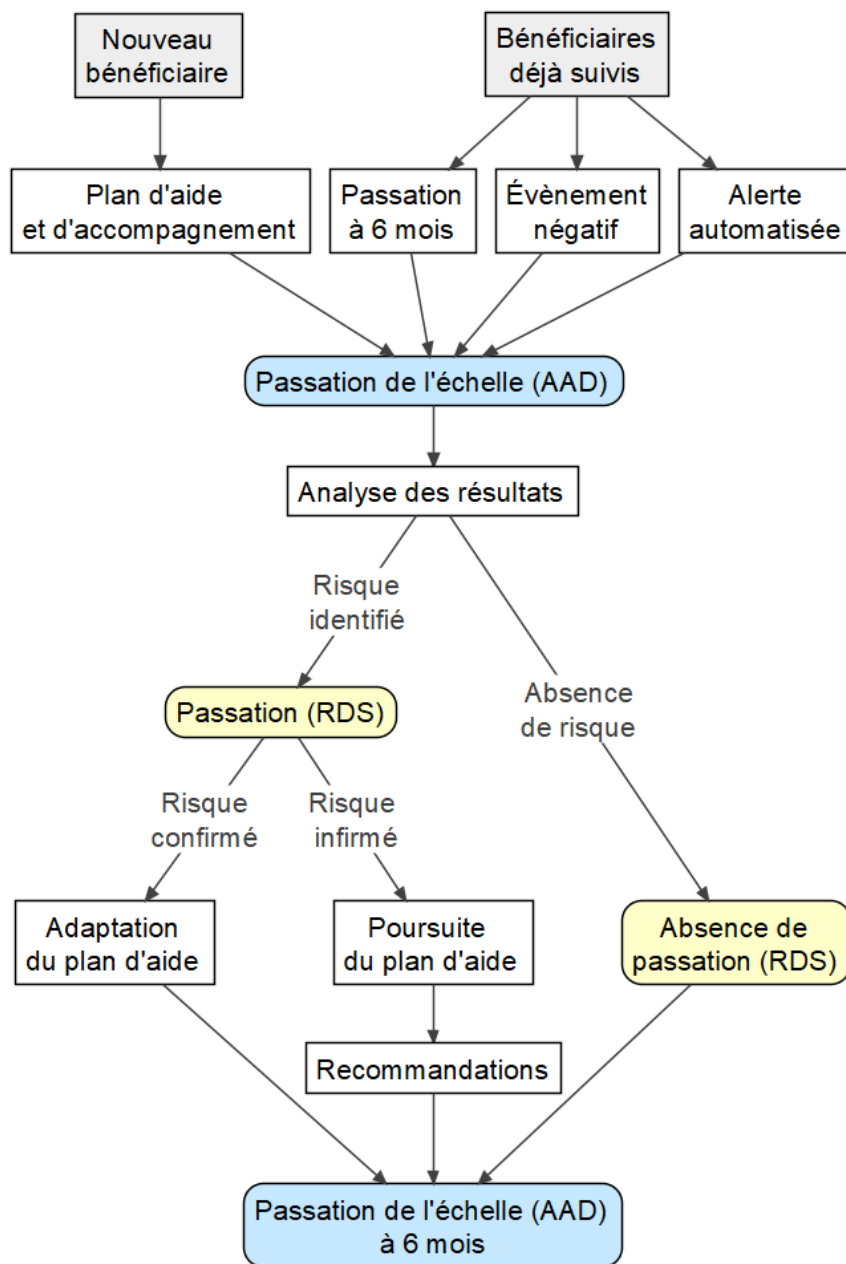 Nouveau
bénéficiaire
Bénéficiaires
déjà suivis
Plan d'aide
et d'accompagnement
Passation
à 6 mois
Évènement
négatif
Alerte
automatisée
Passation de l'échelle (AAD)
Analyse des résultats
Risque
identifié
Absence
de risque
Passation (RDS)
Risque
confirmé
Risque
infirmé
Adaptation
du plan d'aide
Poursuite
du plan d'aide
Absence de
passation (RDS)
Recommandations
Passation de l'échelle (AAD)
à 6 mois